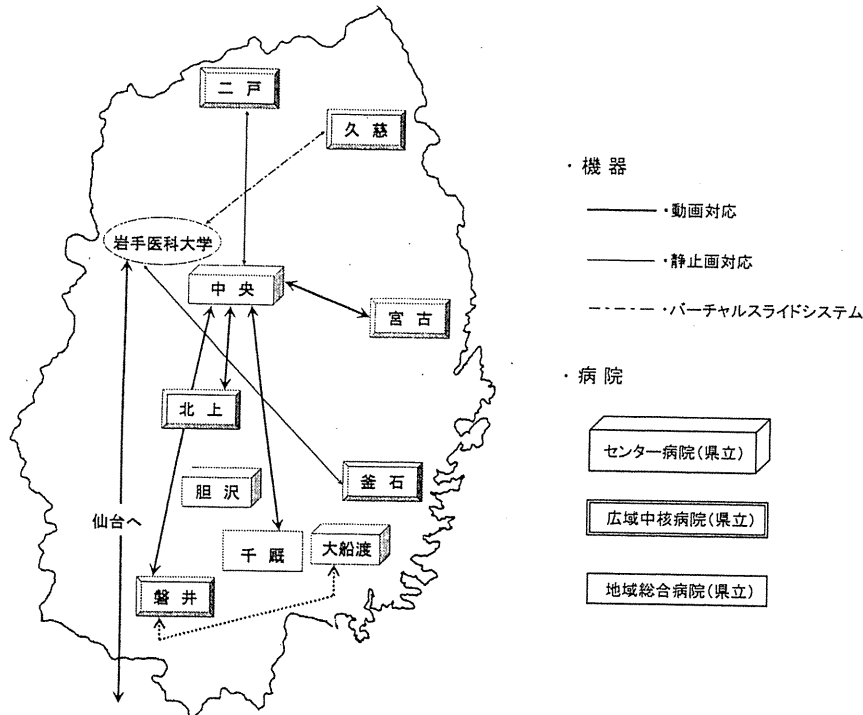 二戸
久慈
岩手医科大学
中央
宮古
北上
胆沢
釜石
仙台へ
千厩
大船渡
磐井
・機器
・動画対応
・静止画対応
・バーチャルスライドシステム
・病院
センター病院(県立)
広域中核病院(県立)
地域総合病院(県立)